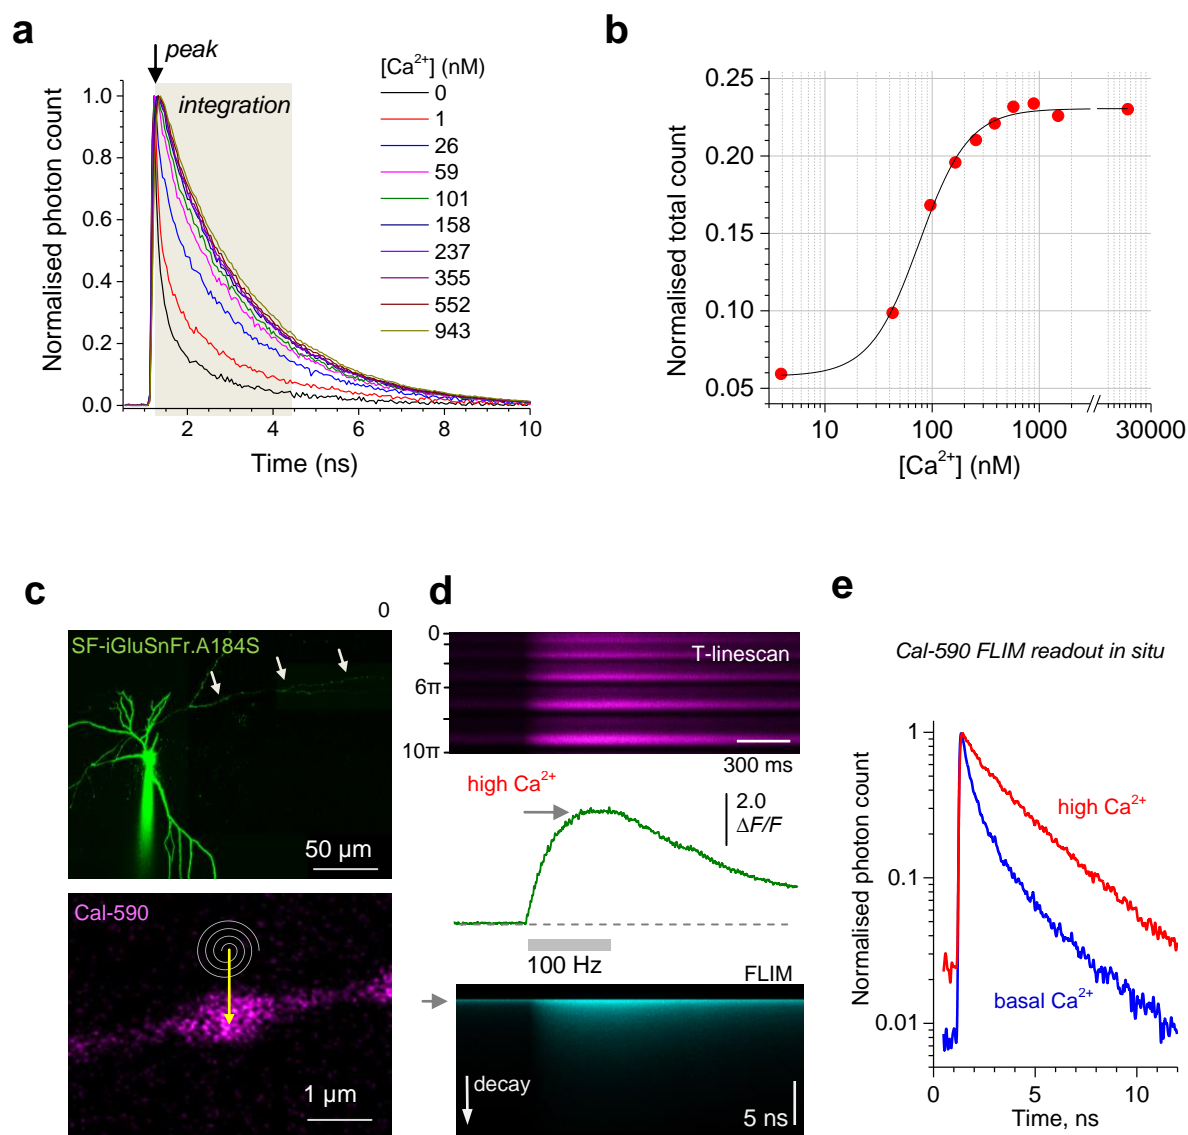 a
peak
integration
[Ca²⁺] (nM)
0
1
26
59
101
158
237
355
552
943
Normalised photon count
1.0
0.8
0.6
0.4
0.2
0.0
2
4
6
8
10
Time (ns)
b
Normalised total count
0.25
0.20
0.15
0.10
0.05
10
100
1000
30000
[Ca²⁺] (nM)
c
0
SF-iGluSnFr.A184S
50 µm
Cal-590
1 µm
d
0
6π
10π
T-linescan
300 ms
high Ca²⁺
2.0
ΔF/F
100 Hz
FLIM
decay
5 ns
e
Cal-590 FLIM readout in situ
Normalised photon count
1
0.1
0.01
high Ca²⁺
basal Ca²⁺
0
5
10
Time, ns